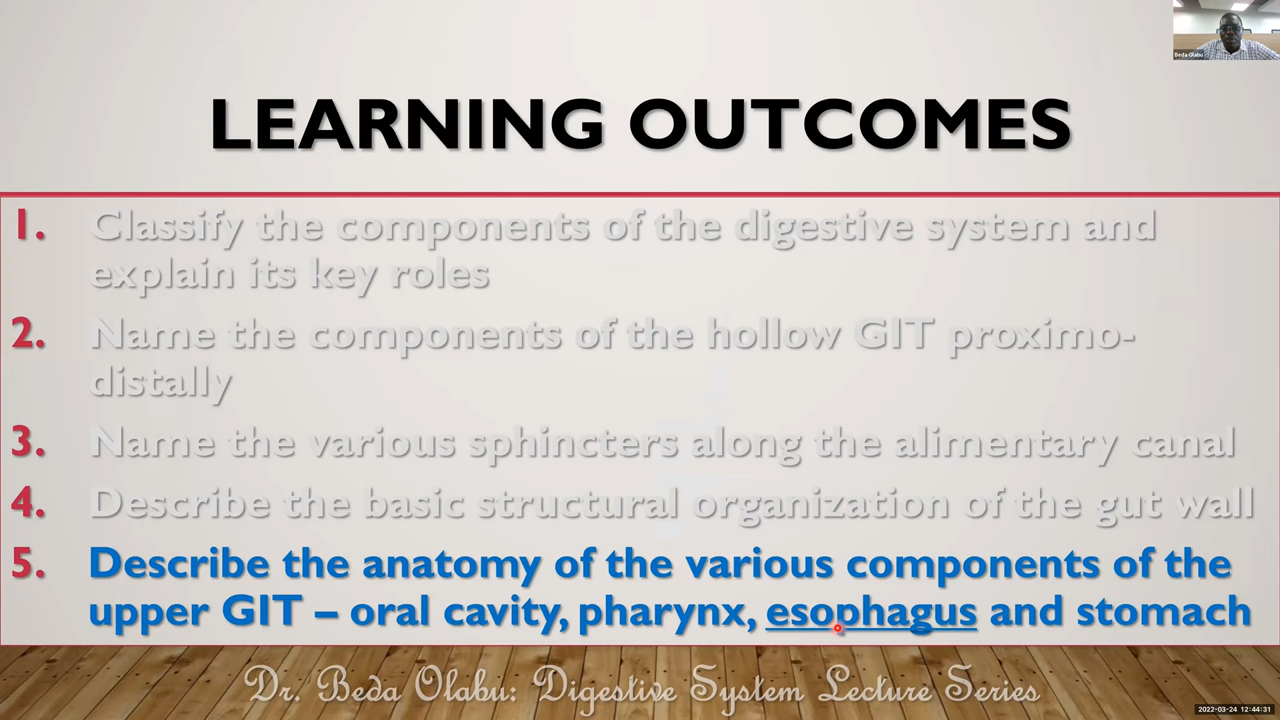 Beda Olabu
LEARNING OUTCOMES
1. Classify the components of the digestive system and
explain its key roles
2. Name the components of the hollow GIT proximo-
distally
3. Name the various sphincters along the alimentary canal
4. Describe the basic structural organization of the gut wall
5. Describe the anatomy of the various components of the
upper GIT – oral cavity, pharynx, esophagus and stomach
Dr. Beda Olabu: Digestive System Lecture Series
2022-03-24 12:44:31